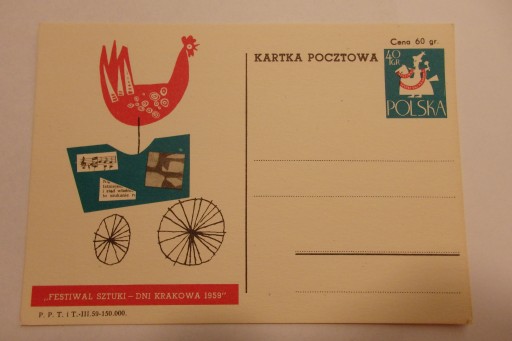 Cena 60 gr.
KARTKA POCZTOWA
40
GR.
POLSKA
„FESTIWAL SZTUKI – DNI KRAKOWA 1959”
P. P. T. i T.-III.59-150.000.